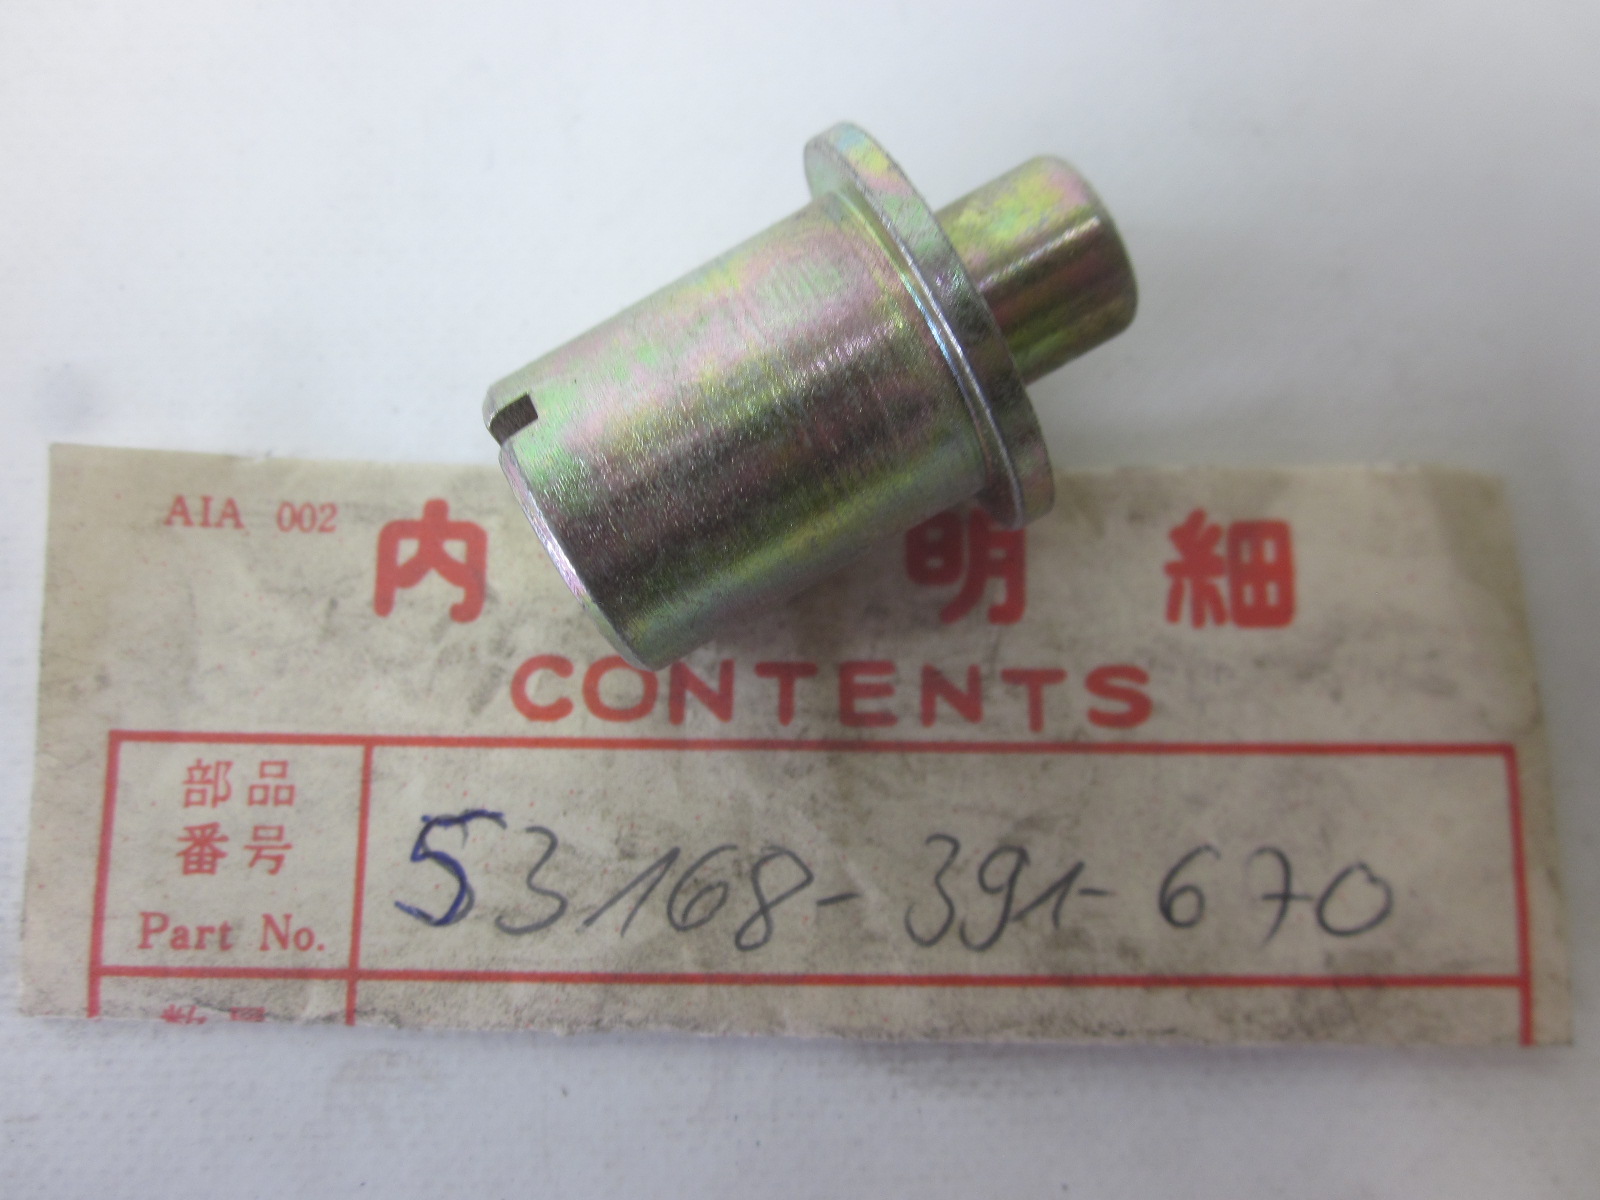 AIA 002
内 明細
CONTENTS
部品
番号
Part No.
53168-391-670